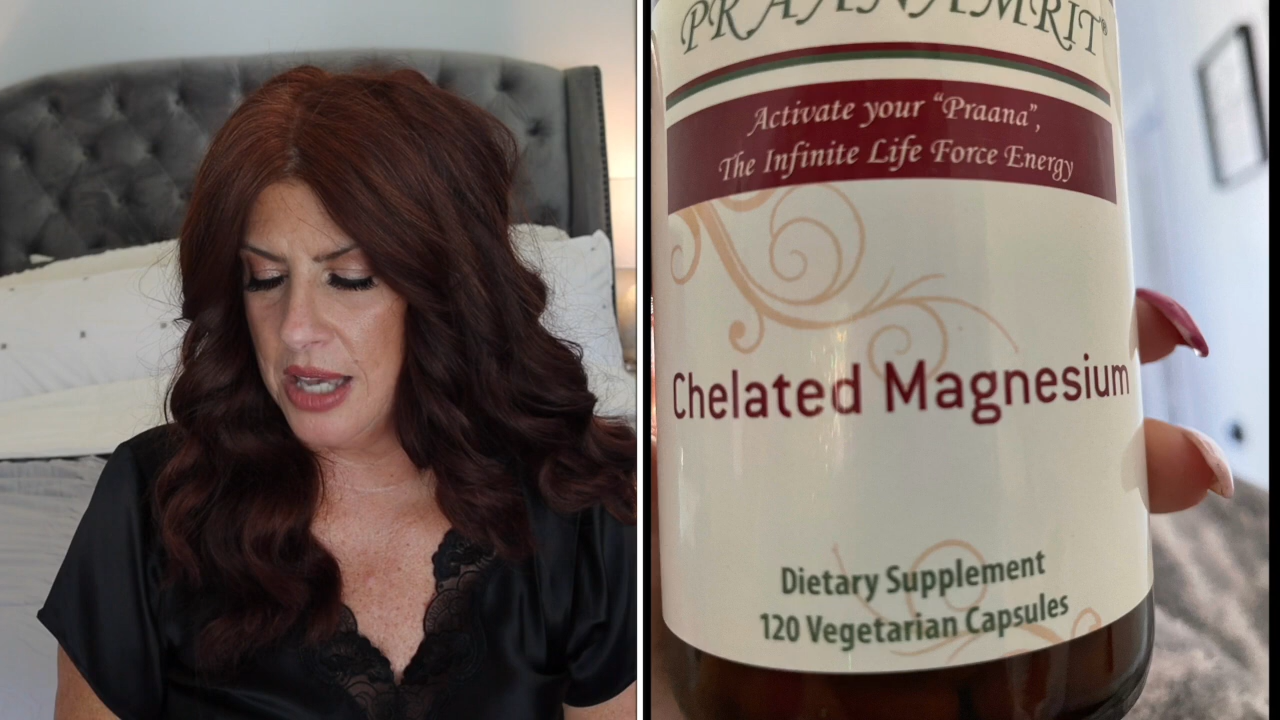 PRAANAMRIT®
Activate your “Praana”,
The Infinite Life Force Energy
Chelated Magnesium
Dietary Supplement
120 Vegetarian Capsules